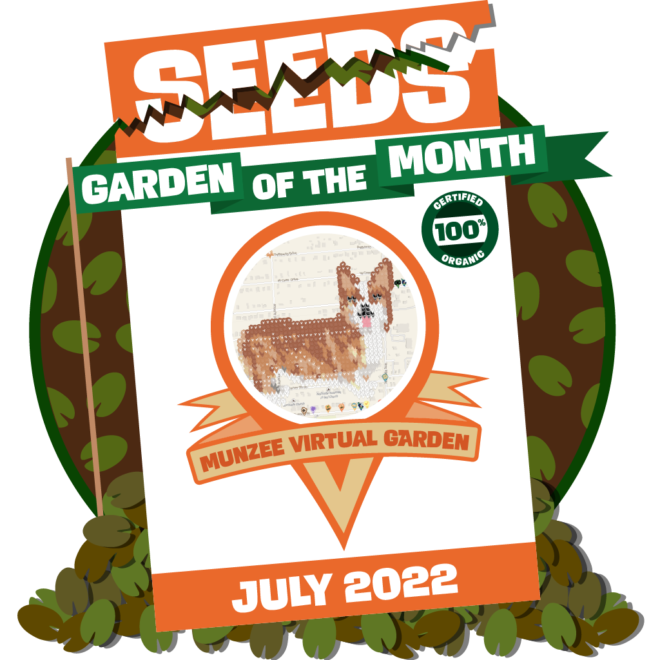 SEEDS
GARDEN OF THE MONTH
CERTIFIED
100%
ORGANIC
MUNZEE VIRTUAL GARDEN
JULY 2022